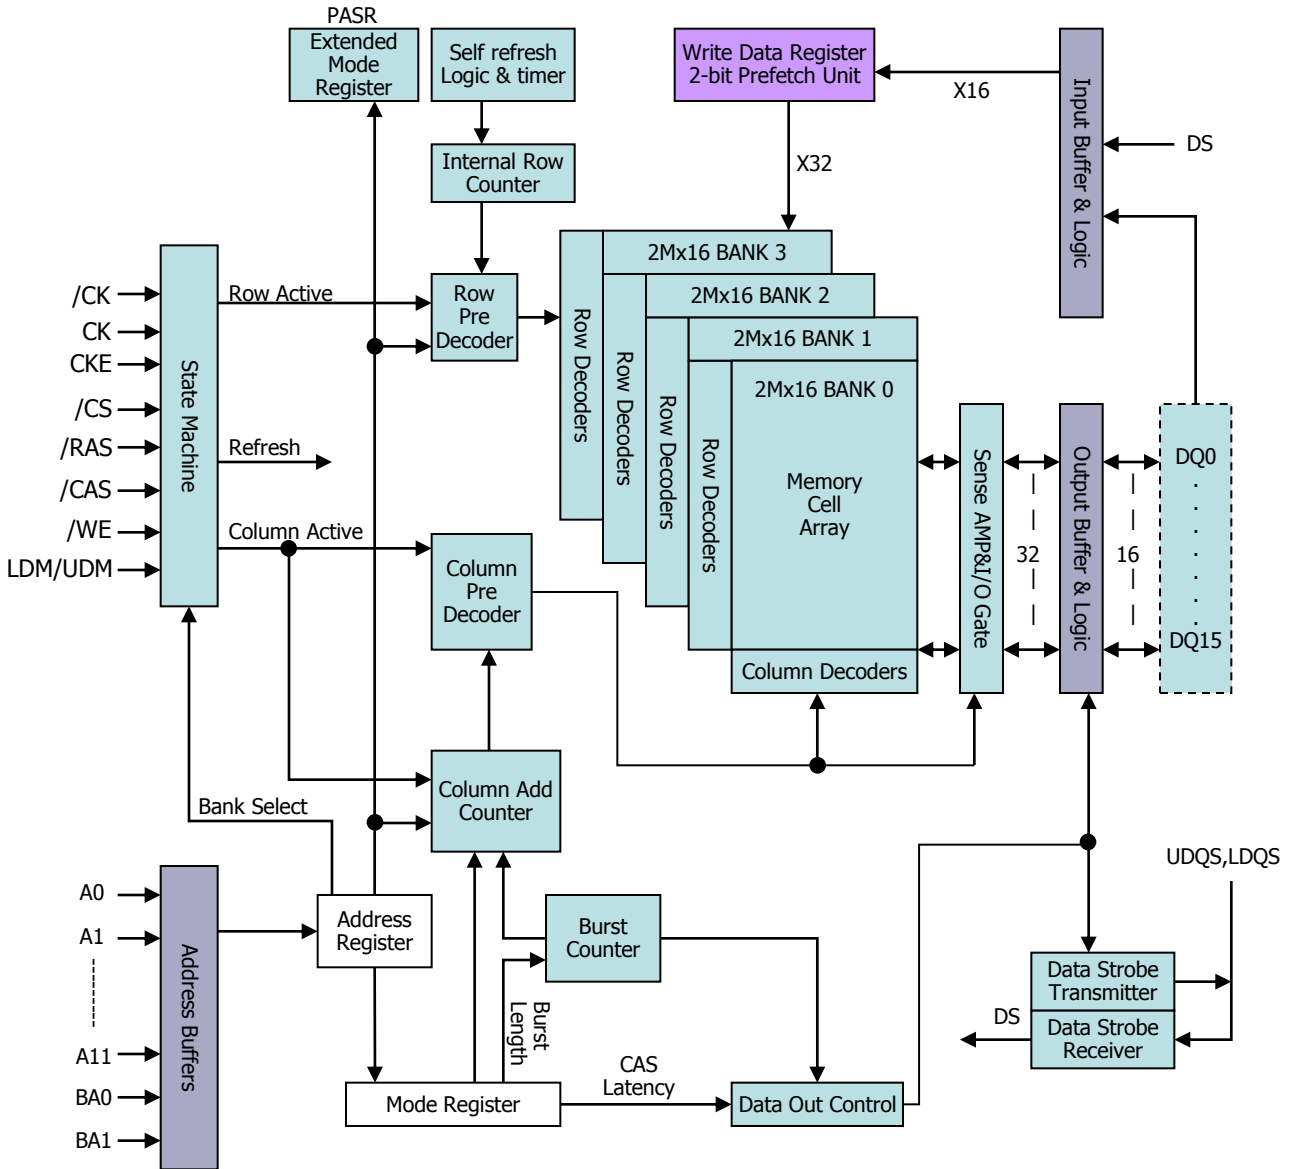 PASR
Extended
Mode
Register
Self refresh
Logic & timer
Write Data Register
2-bit Prefetch Unit
X16
Input Buffer & Logic
DS
Internal Row
Counter
X32
2Mx16 BANK 3
2Mx16 BANK 2
2Mx16 BANK 1
2Mx16 BANK 0
Row Decoders
Row Decoders
Row Decoders
Row Decoders
Memory
Cell
Array
Column Decoders
/CK
CK
CKE
/CS
/RAS
/CAS
/WE
LDM/UDM
State Machine
Row Active
Refresh
Column Active
Row
Pre
Decoder
Column
Pre
Decoder
Sense AMP&I/O Gate
32
Output Buffer & Logic
16
DQ0
.
.
.
.
.
.
DQ15
Bank Select
Column Add
Counter
A0
A1
A11
BA0
BA1
Address Buffers
Address
Register
Burst
Counter
Burst
Length
Mode Register
CAS
Latency
Data Out Control
UDQS,LDQS
Data Strobe
Transmitter
DS
Data Strobe
Receiver